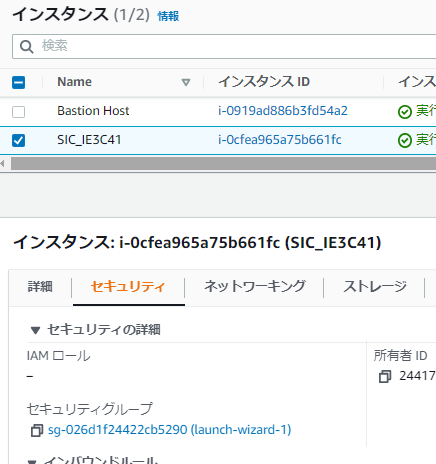 インスタンス (1/2) 情報
検索
Name インスタンス ID インス
Bastion Host i-0919ad886b3fd54a2 実行
SIC_IE3C41 i-0cfea965a75b661fc 実行
インスタンス: i-0cfea965a75b661fc (SIC_IE3C41)
詳細 セキュリティ ネットワーキング ストレージ
▼ セキュリティの詳細
IAM ロール 所有者 ID
– 24417
セキュリティグループ
sg-026d1f24422cb5290 (launch-wizard-1)
▼ インバウンドルール